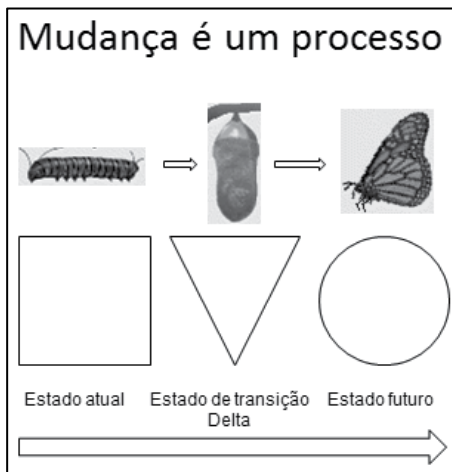 Mudança é um processo
Estado atual
Estado de transição
Delta
Estado futuro